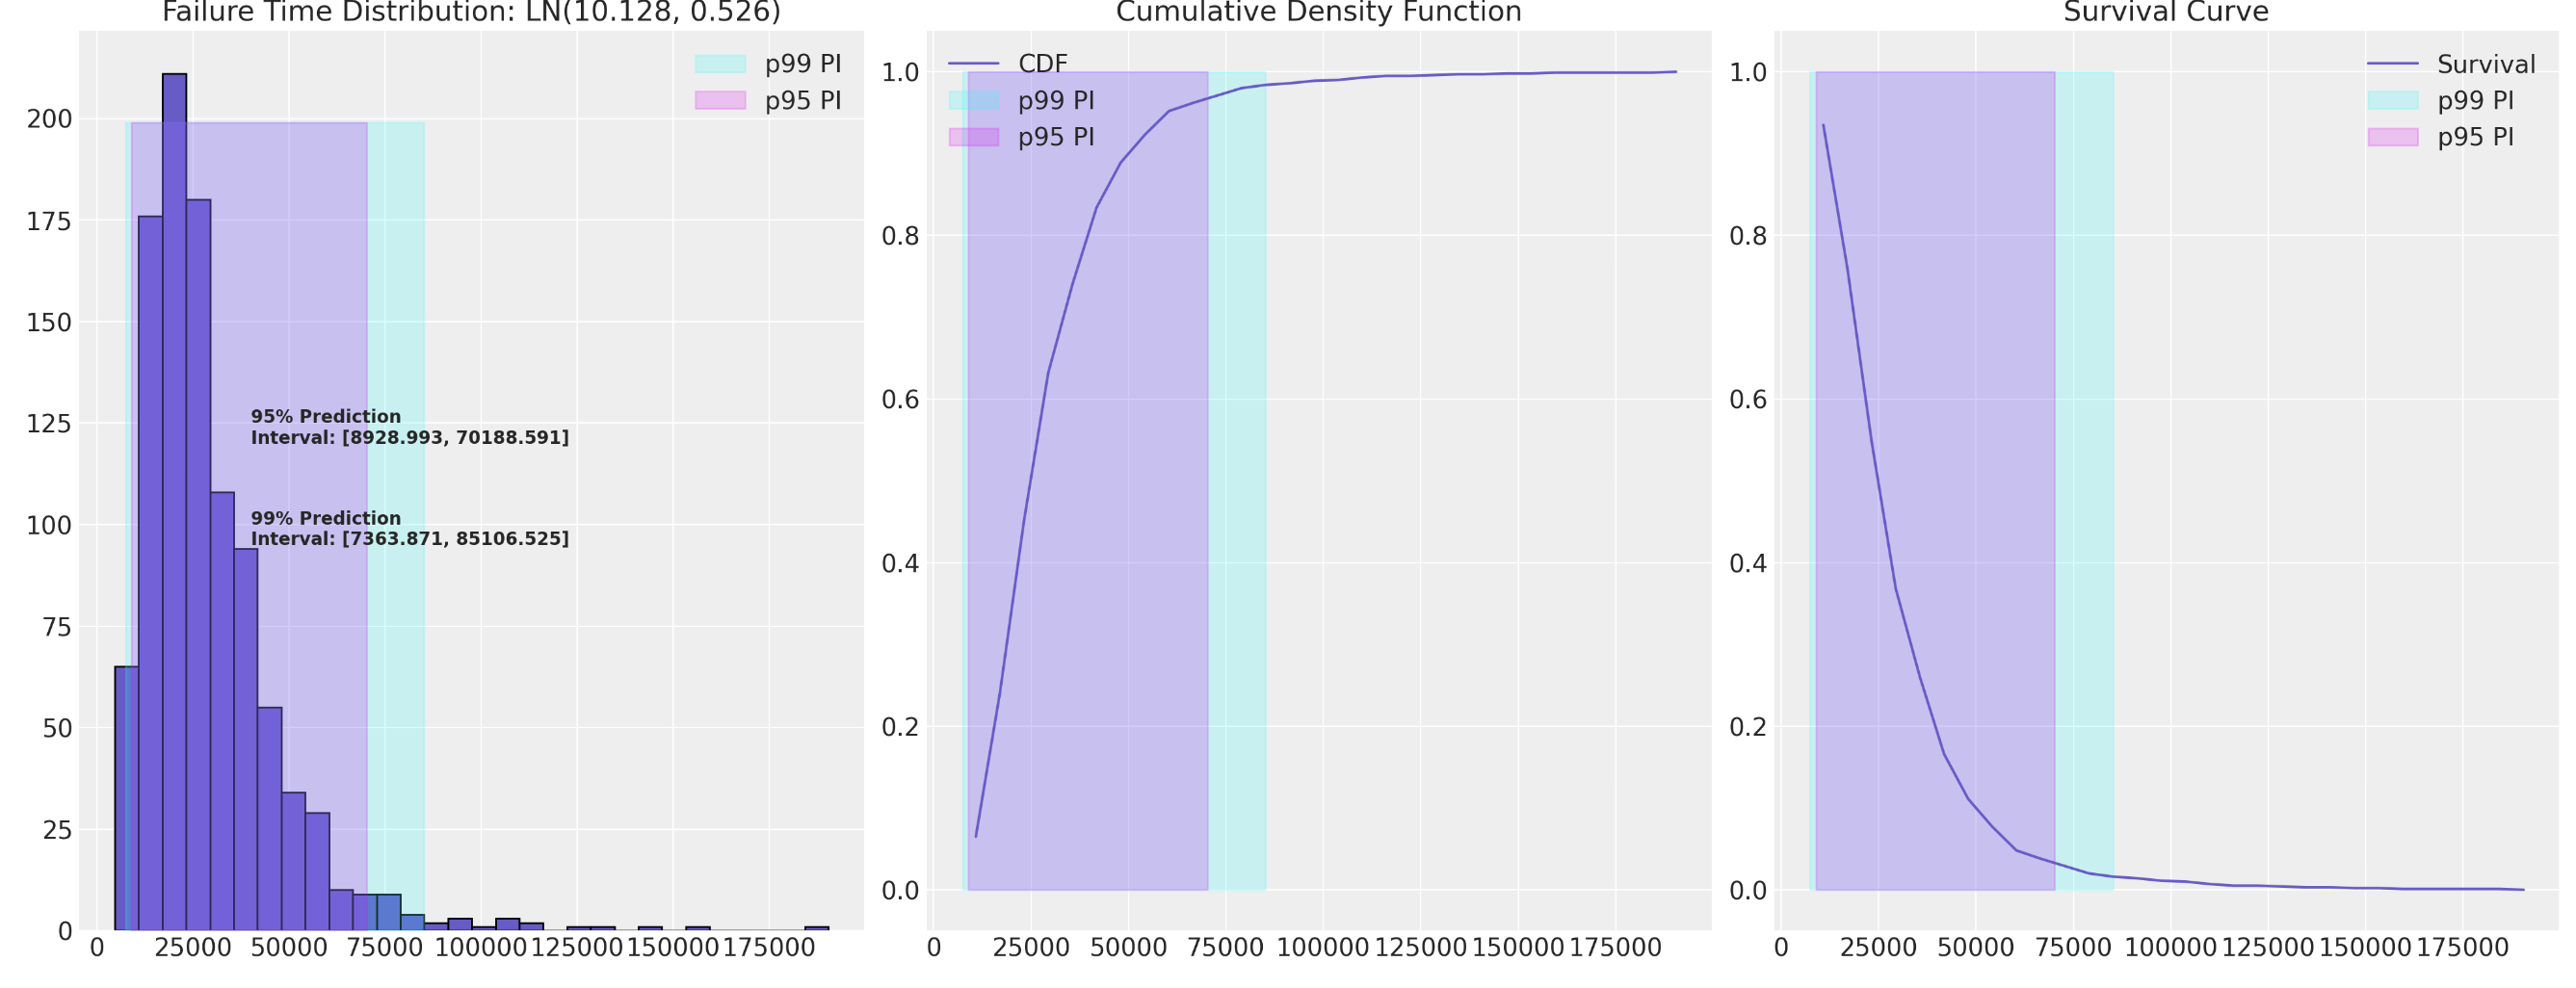 Failure Time Distribution: LN(10.128, 0.526)
p99 PI
p95 PI
200
175
150
125
100
75
50
25
0
95% Prediction
Interval: [8928.993, 70188.591]
99% Prediction
Interval: [7363.871, 85106.525]
0 25000 50000 75000 100000 125000 150000 175000
Cumulative Density Function
CDF
p99 PI
p95 PI
1.0
0.8
0.6
0.4
0.2
0.0
0 25000 50000 75000 100000 125000 150000 175000
Survival Curve
Survival
p99 PI
p95 PI
1.0
0.8
0.6
0.4
0.2
0.0
0 25000 50000 75000 100000 125000 150000 175000